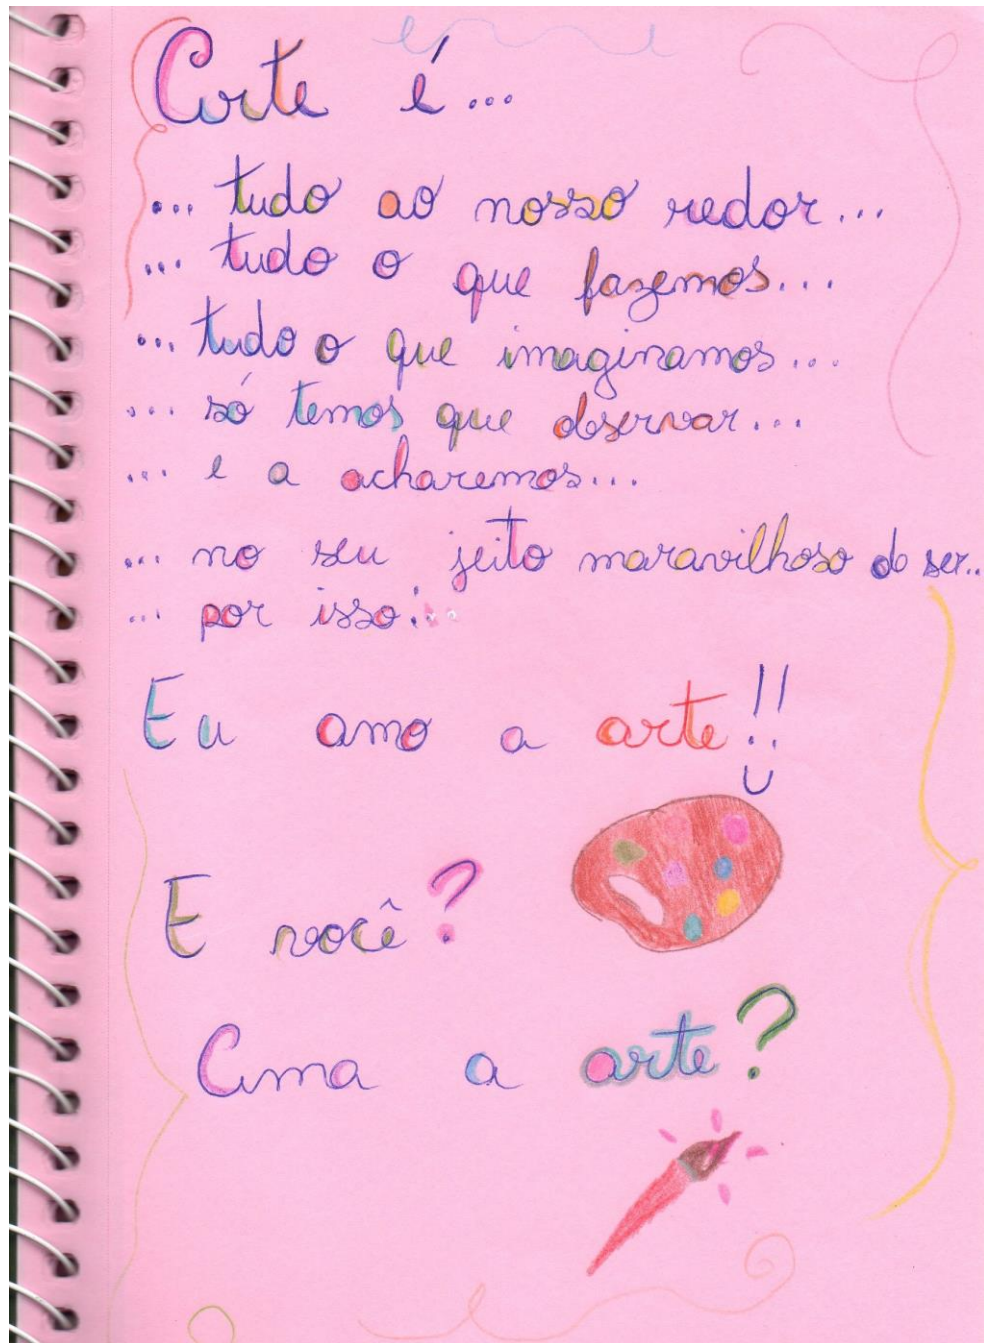 Arte é...
... tudo ao nosso redor...
... tudo o que fazemos...
... tudo o que imaginamos...
... só temos que observar...
... e a acharemos...
... no seu jeito maravilhoso de ser..
... por isso...
Eu amo a arte!!
E você?
Ama a arte?